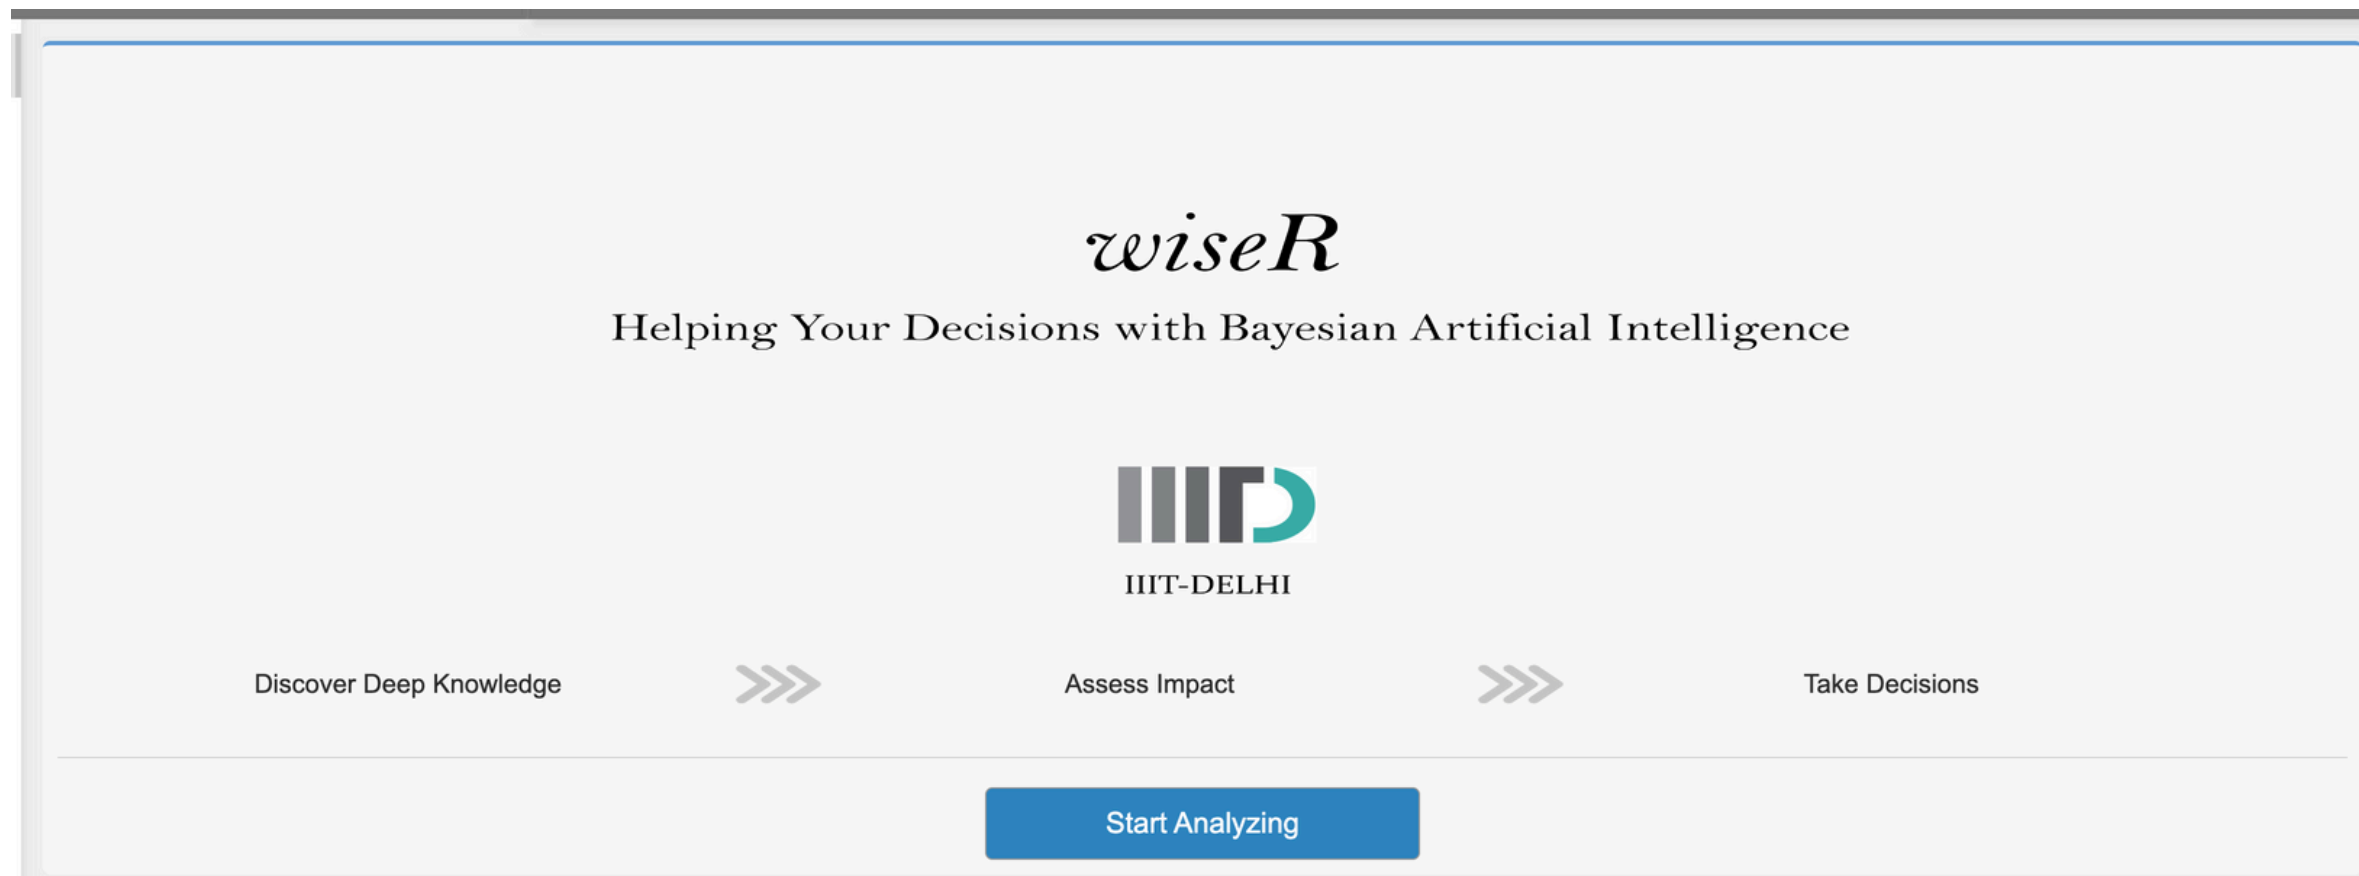 wiseR
Helping Your Decisions with Bayesian Artificial Intelligence
IIITD
IIIT-DELHI
Discover Deep Knowledge
Assess Impact
Take Decisions
Start Analyzing